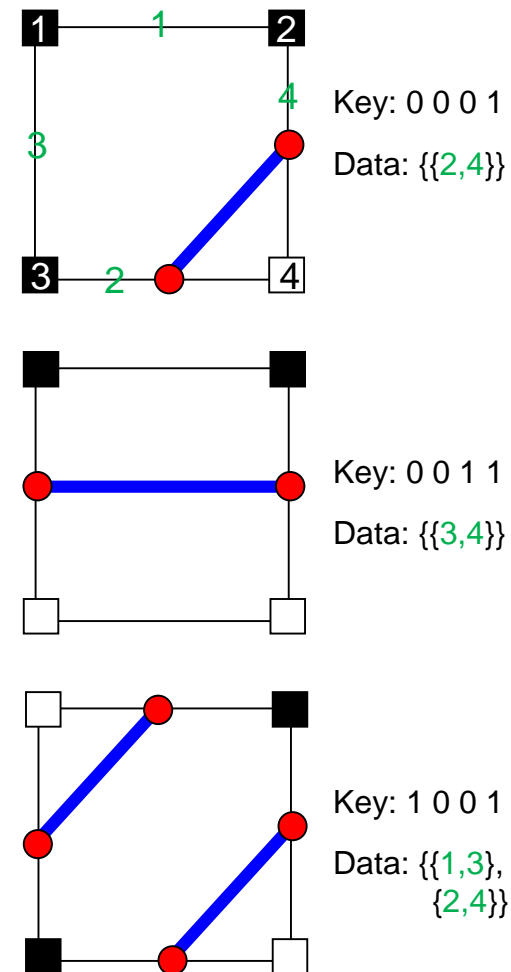 1 1 2
4
Key: 0 0 0 1
3
Data: {{2,4}}
3 2 4
Key: 0 0 1 1
Data: {{3,4}}
Key: 1 0 0 1
Data: {{1,3},
{2,4}}